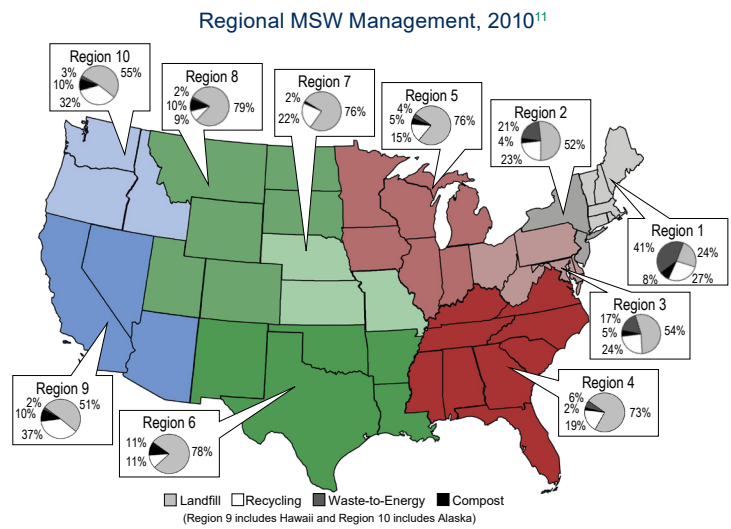 Regional MSW Management, 2010¹¹
Region 10
3%
55%
10%
32%
Region 8
2%
10%
79%
9%
Region 7
2%
22%
76%
Region 5
4%
5%
76%
15%
Region 2
21%
4%
52%
23%
Region 1
41%
24%
8%
27%
Region 3
17%
5%
54%
24%
Region 4
6%
2%
73%
19%
Region 9
2%
51%
10%
37%
Region 6
11%
78%
11%
Landfill Recycling Waste-to-Energy Compost
(Region 9 includes Hawaii and Region 10 includes Alaska)